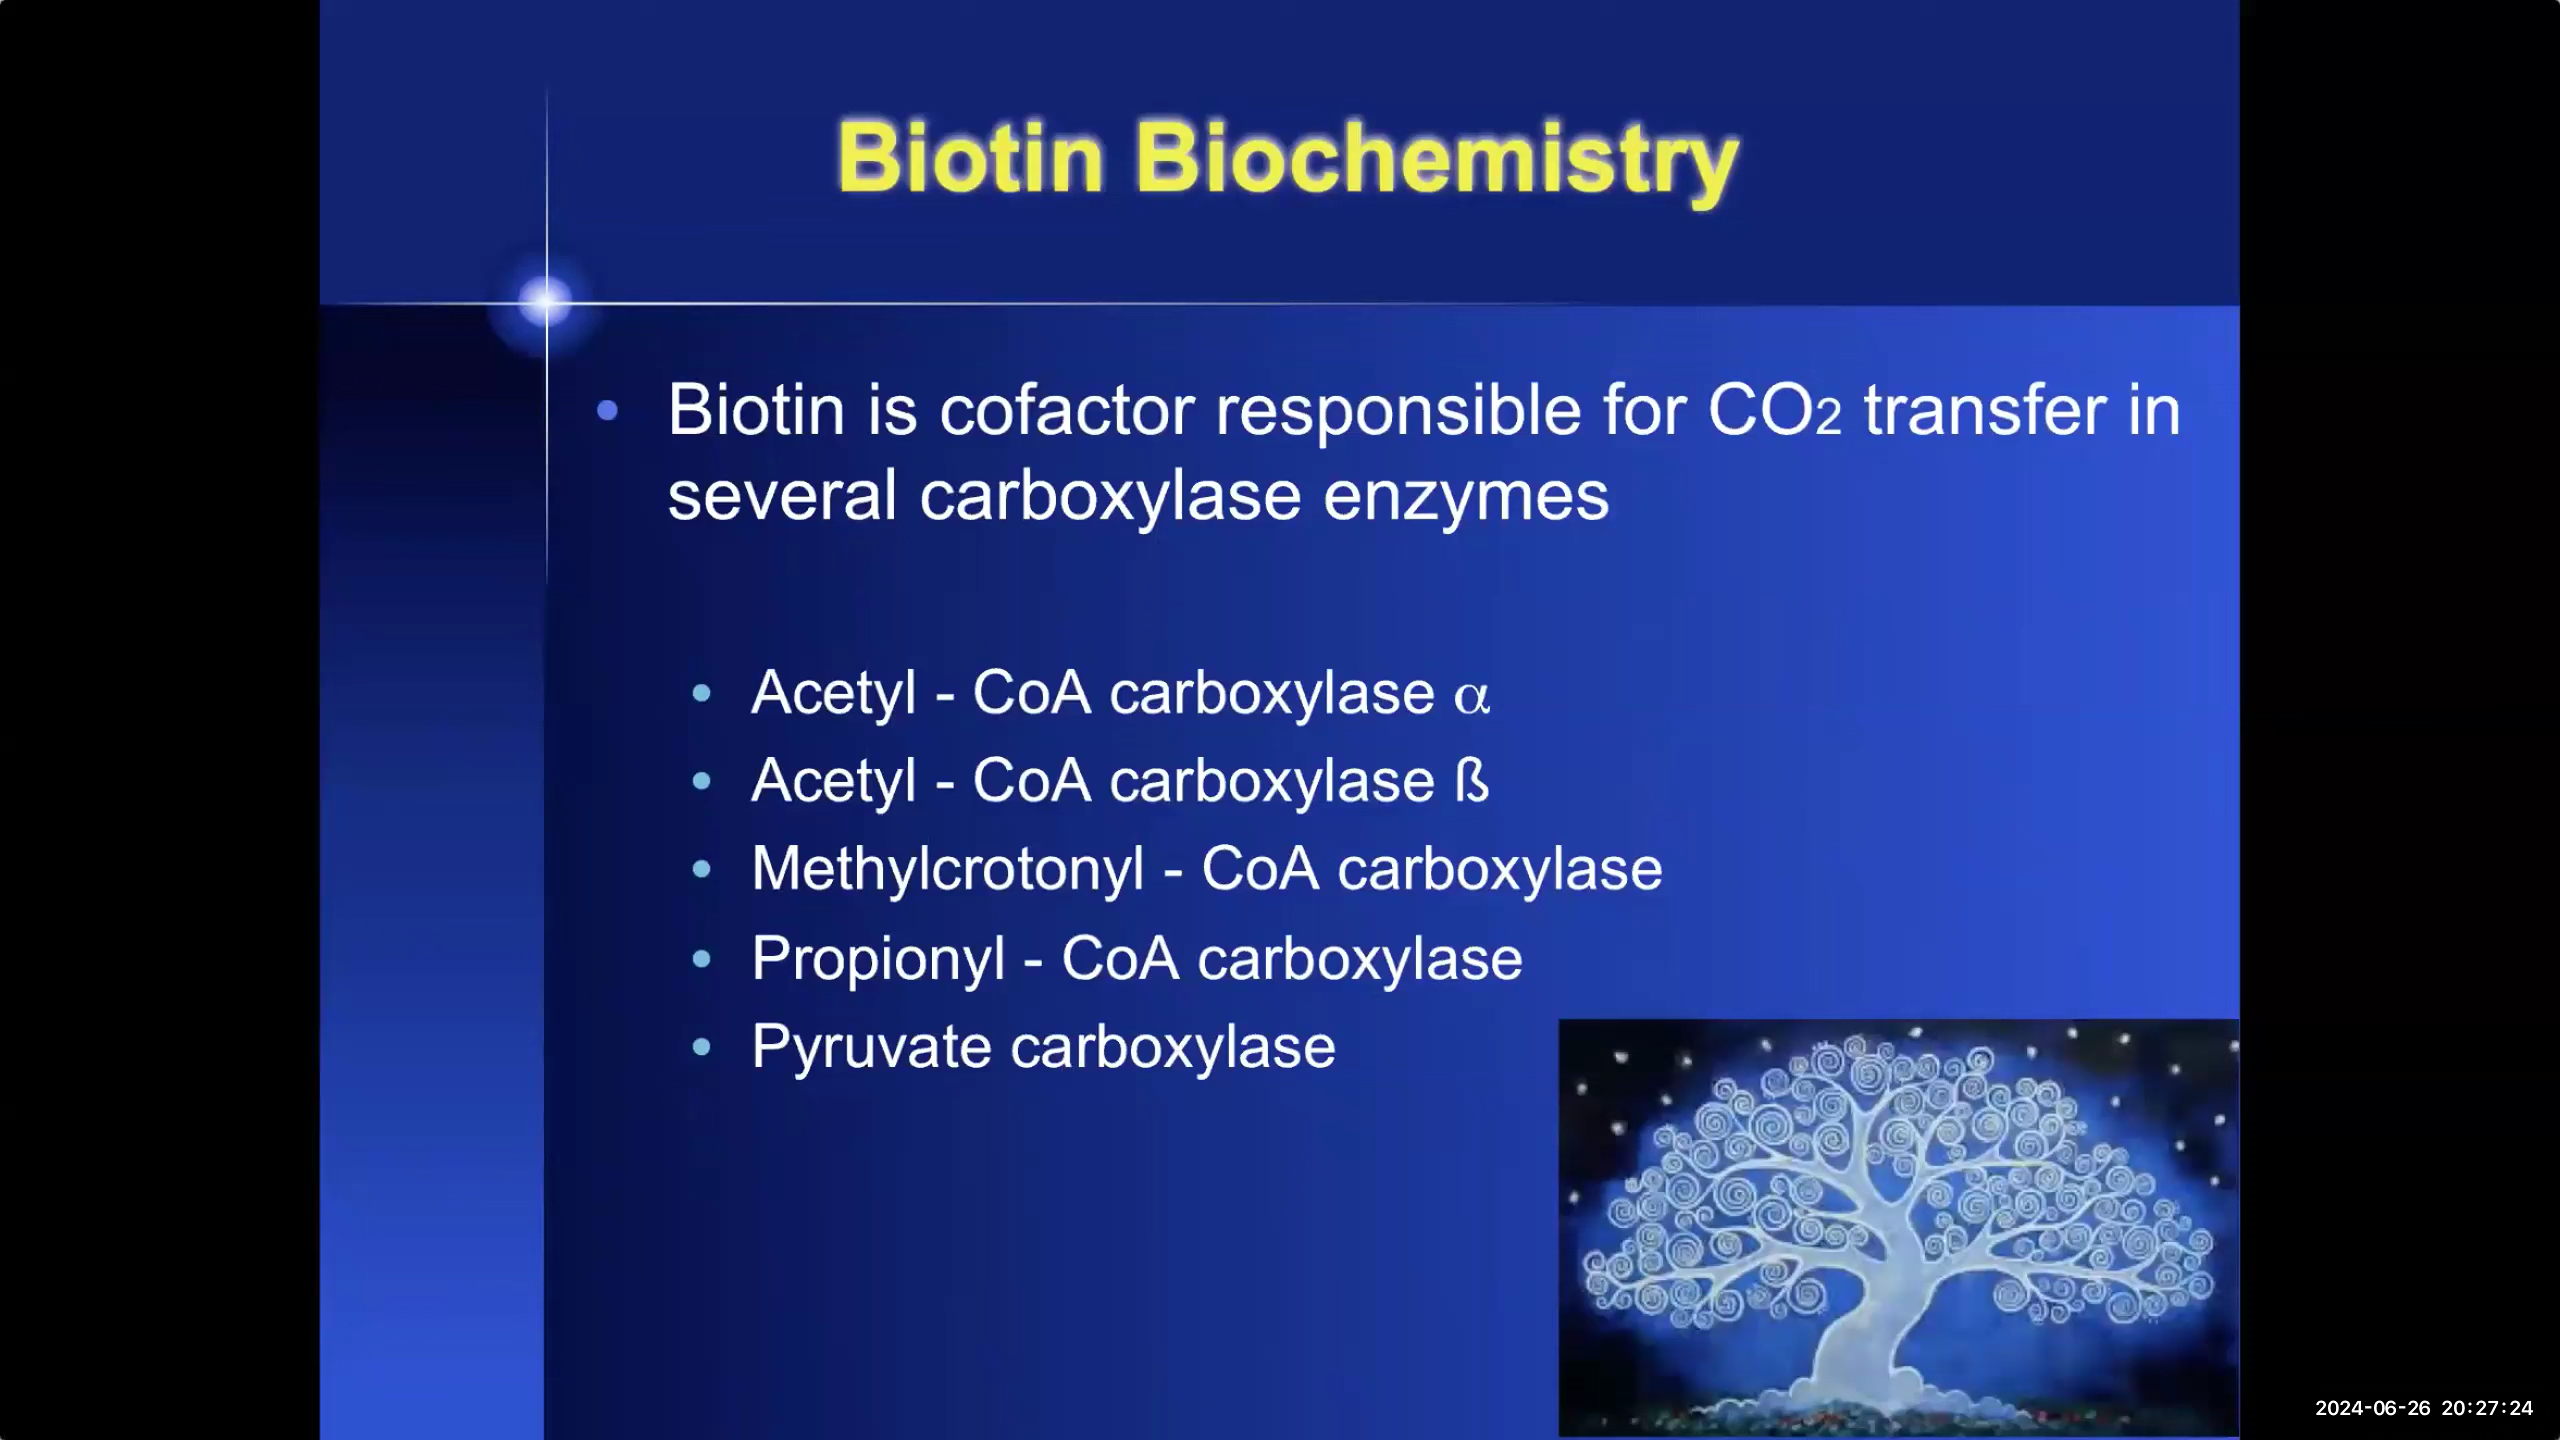 Biotin Biochemistry
• Biotin is cofactor responsible for CO2 transfer in
several carboxylase enzymes
• Acetyl - CoA carboxylase α
• Acetyl - CoA carboxylase ß
• Methylcrotonyl - CoA carboxylase
• Propionyl - CoA carboxylase
• Pyruvate carboxylase
2024-06-26 20:27:24